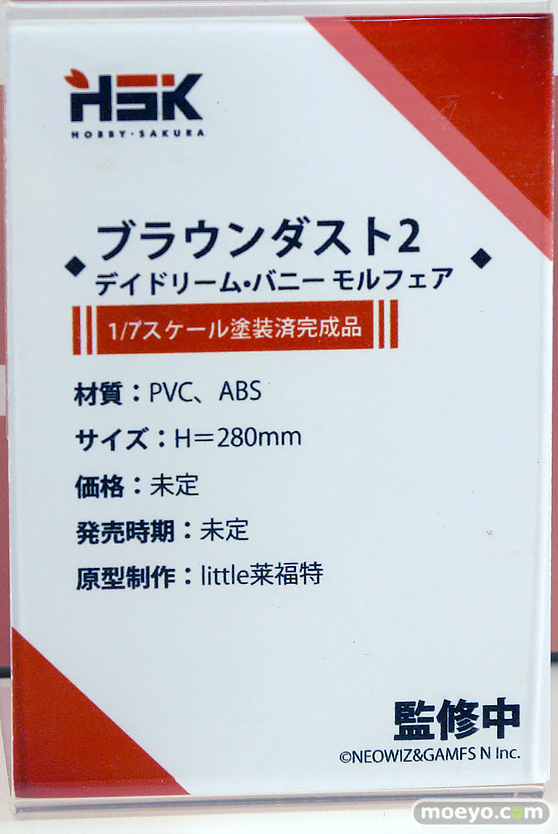 HSK
HOBBY・SAKURA
ブラウンダスト2
デイドリーム・バニー モルフェア
1/7スケール塗装済完成品
材質：PVC、ABS
サイズ：H＝280mm
価格：未定
発売時期：未定
原型制作：little莱福特
監修中
©NEOWIZ&GAMFS N Inc.
moeyo.com